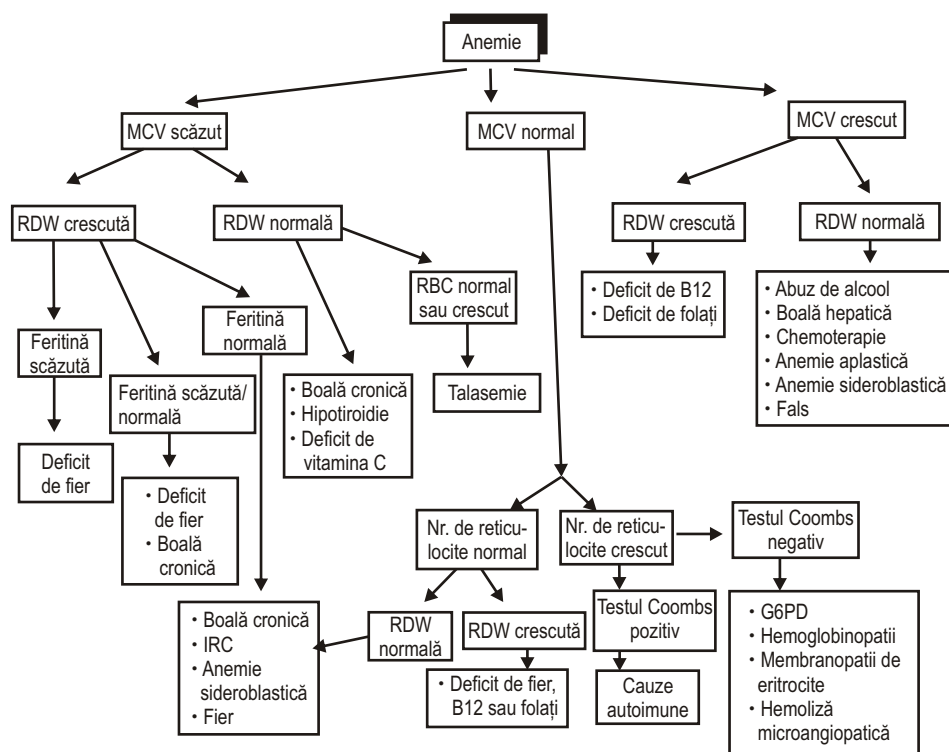 Anemie
MCV scăzut
MCV normal
MCV crescut
RDW crescută
RDW normală
RDW crescută
RDW normală
RBC normal
sau crescut
Feritină
normală
Feritină
scăzută
Feritină scăzută/
normală
Talasemie
• Boală cronică
• Hipotiroidie
• Deficit de
vitamina C
• Deficit de B12
• Deficit de folați
• Abuz de alcool
• Boală hepatică
• Chemoterapie
• Anemie aplastică
• Anemie sideroblastică
• Fals
Deficit
de fier
• Deficit
de fier
• Boală
cronică
Nr. de reticu-
locite normal
Nr. de reticu-
locite crescut
Testul Coombs
negativ
• Boală cronică
• IRC
• Anemie
sideroblastică
• Fier
RDW
normală
RDW crescută
Testul Coombs
pozitiv
• Deficit de fier,
B12 sau folați
Cauze
autoimune
• G6PD
• Hemoglobinopatii
• Membranopatii de
eritrocite
• Hemoliză
microangiopatică